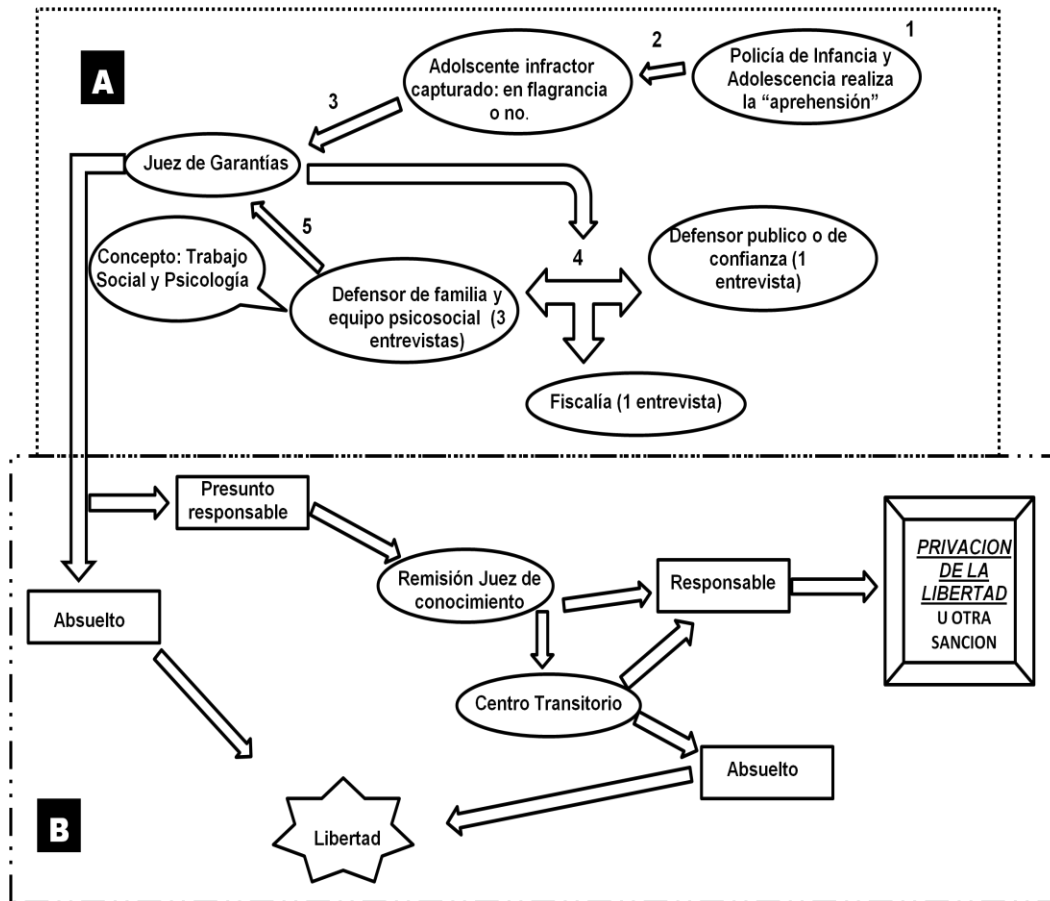 A
1
Policía de Infancia y
Adolescencia realiza
la “aprehensión”
2
Adolscente infractor
capturado: en flagrancia
o no.
3
Juez de Garantías
5
4
Concepto: Trabajo
Social y Psicología
Defensor de familia y
equipo psicosocial (3
entrevistas)
Defensor publico o de
confianza (1
entrevista)
Fiscalía (1 entrevista)
Presunto
responsable
Absuelto
Remisión Juez de
conocimiento
Responsable
PRIVACION
DE LA
LIBERTAD
U OTRA
SANCION
Centro Transitorio
Absuelto
Libertad
B